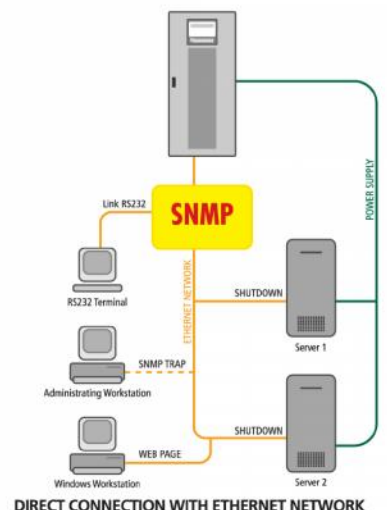 Link RS232
SNMP
POWER SUPPLY
RS232 Terminal
ETHERNET NETWORK
SHUTDOWN
Server 1
SNMP TRAP
Administrating Workstation
SHUTDOWN
WEB PAGE
Windows Workstation
Server 2
DIRECT CONNECTION WITH ETHERNET NETWORK